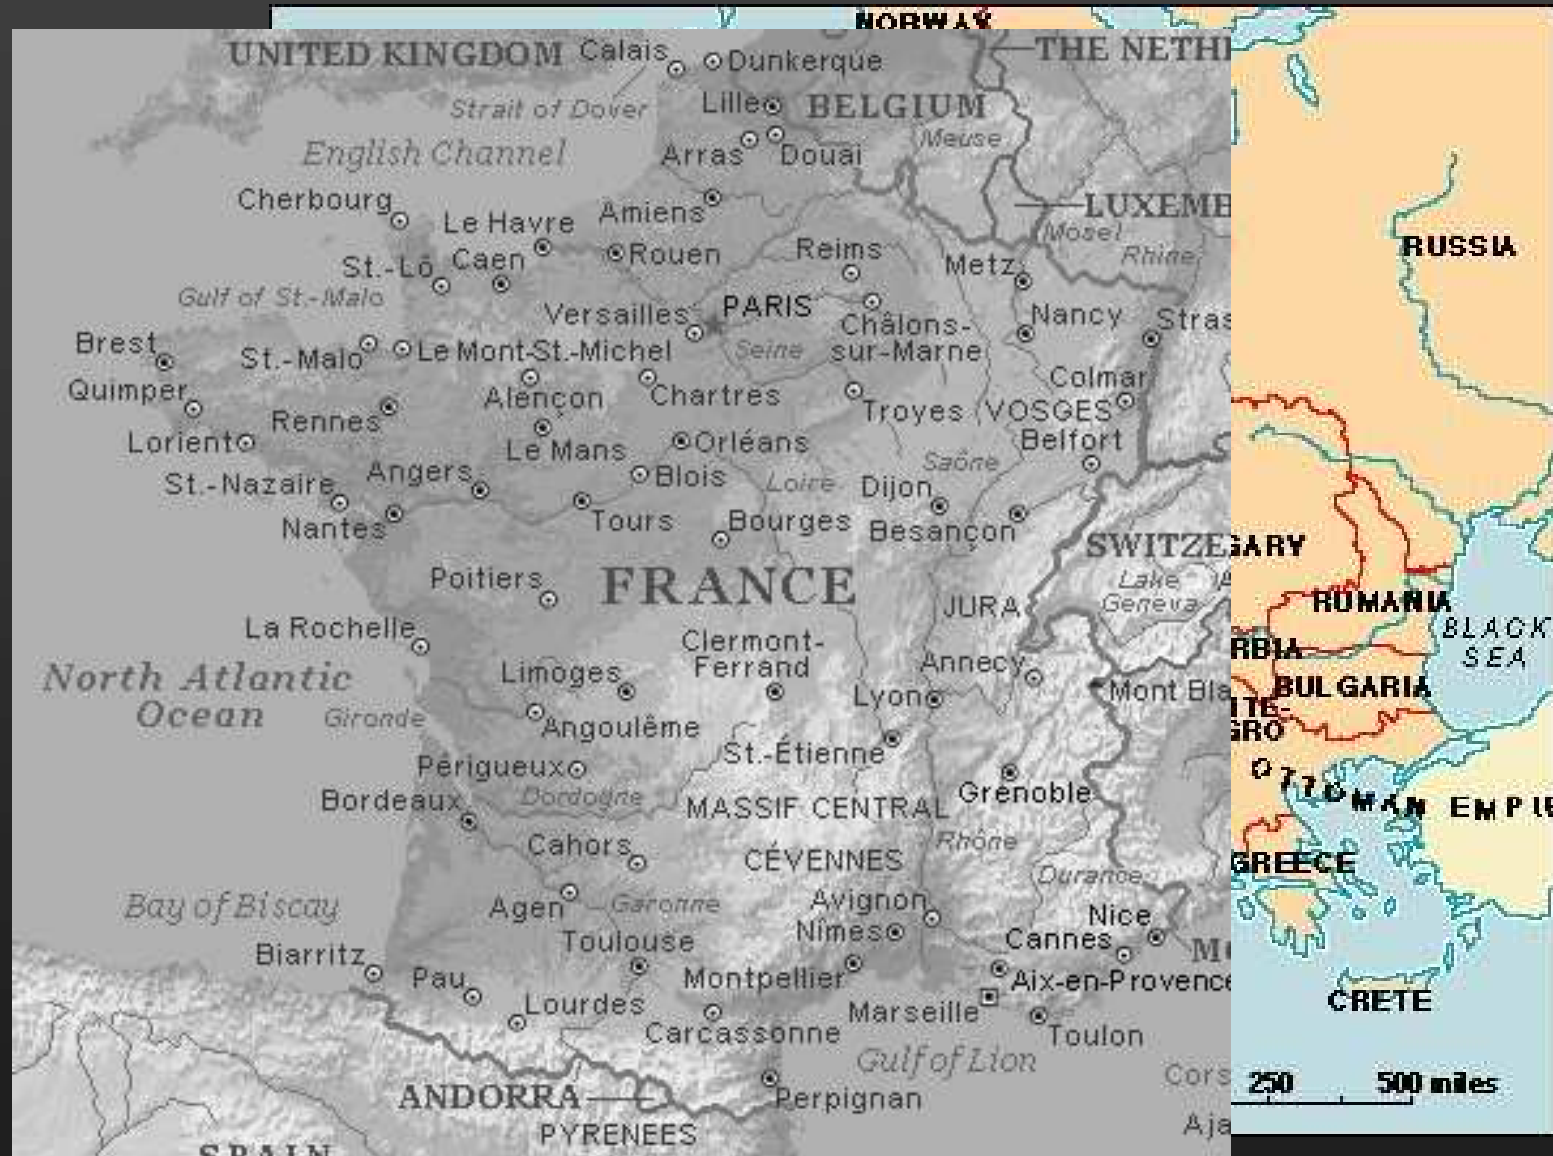 NORWAY
UNITED KINGDOM
Calais
Dunkerque
THE NETH
Strait of Dover
Lille
BELGIUM
English Channel
Arras
Douai
Meuse
Cherbourg
Le Havre
Amiens
LUXEMB
Mosel
Rhine
St.-Lô
Caen
Rouen
Reims
Metz
RUSSIA
Gulf of St.-Malo
Versailles
PARIS
Châlons-
sur-Marne
Nancy
Stras
Brest
St.-Malo
Le Mont-St.-Michel
Seine
Quimper
Alençon
Chartres
Troyes
Colmar
(VOSGES
Rennes
Lorient
Le Mans
Orléans
Belfort
St.-Nazaire
Angers
Blois
Loire
Saône
Dijon
Nantes
Tours
Bourges
Besançon
SWITZE
GARY
Poitiers
FRANCE
Lake
Geneva
A
JURA
RUMANIA
La Rochelle
Clermont-
Ferrand
BLACK
SEA
RBIA
North Atlantic
Ocean
Limoges
Annecy
Lyon
Mont Bla
BULGARIA
TE-
GRO
Gironde
Angoulême
St.-Étienne
Périgueux
Dordogne
Grenoble
OTTOMAN EMPI
Bordeaux
MASSIF CENTRAL
Cahors
CÉVENNES
Rhône
Durance
GREECE
Bay of Biscay
Agen
Garonne
Avignon
Nice
Biarritz
Toulouse
Nîmes
Cannes
MO
Pau
Montpellier
Aix-en-Provence
Lourdes
Carcassonne
Marseille
Toulon
CRETE
Gulf of Lion
Cors
250
500 miles
ANDORRA
Perpignan
Aja
PYRENEES
SPAIN